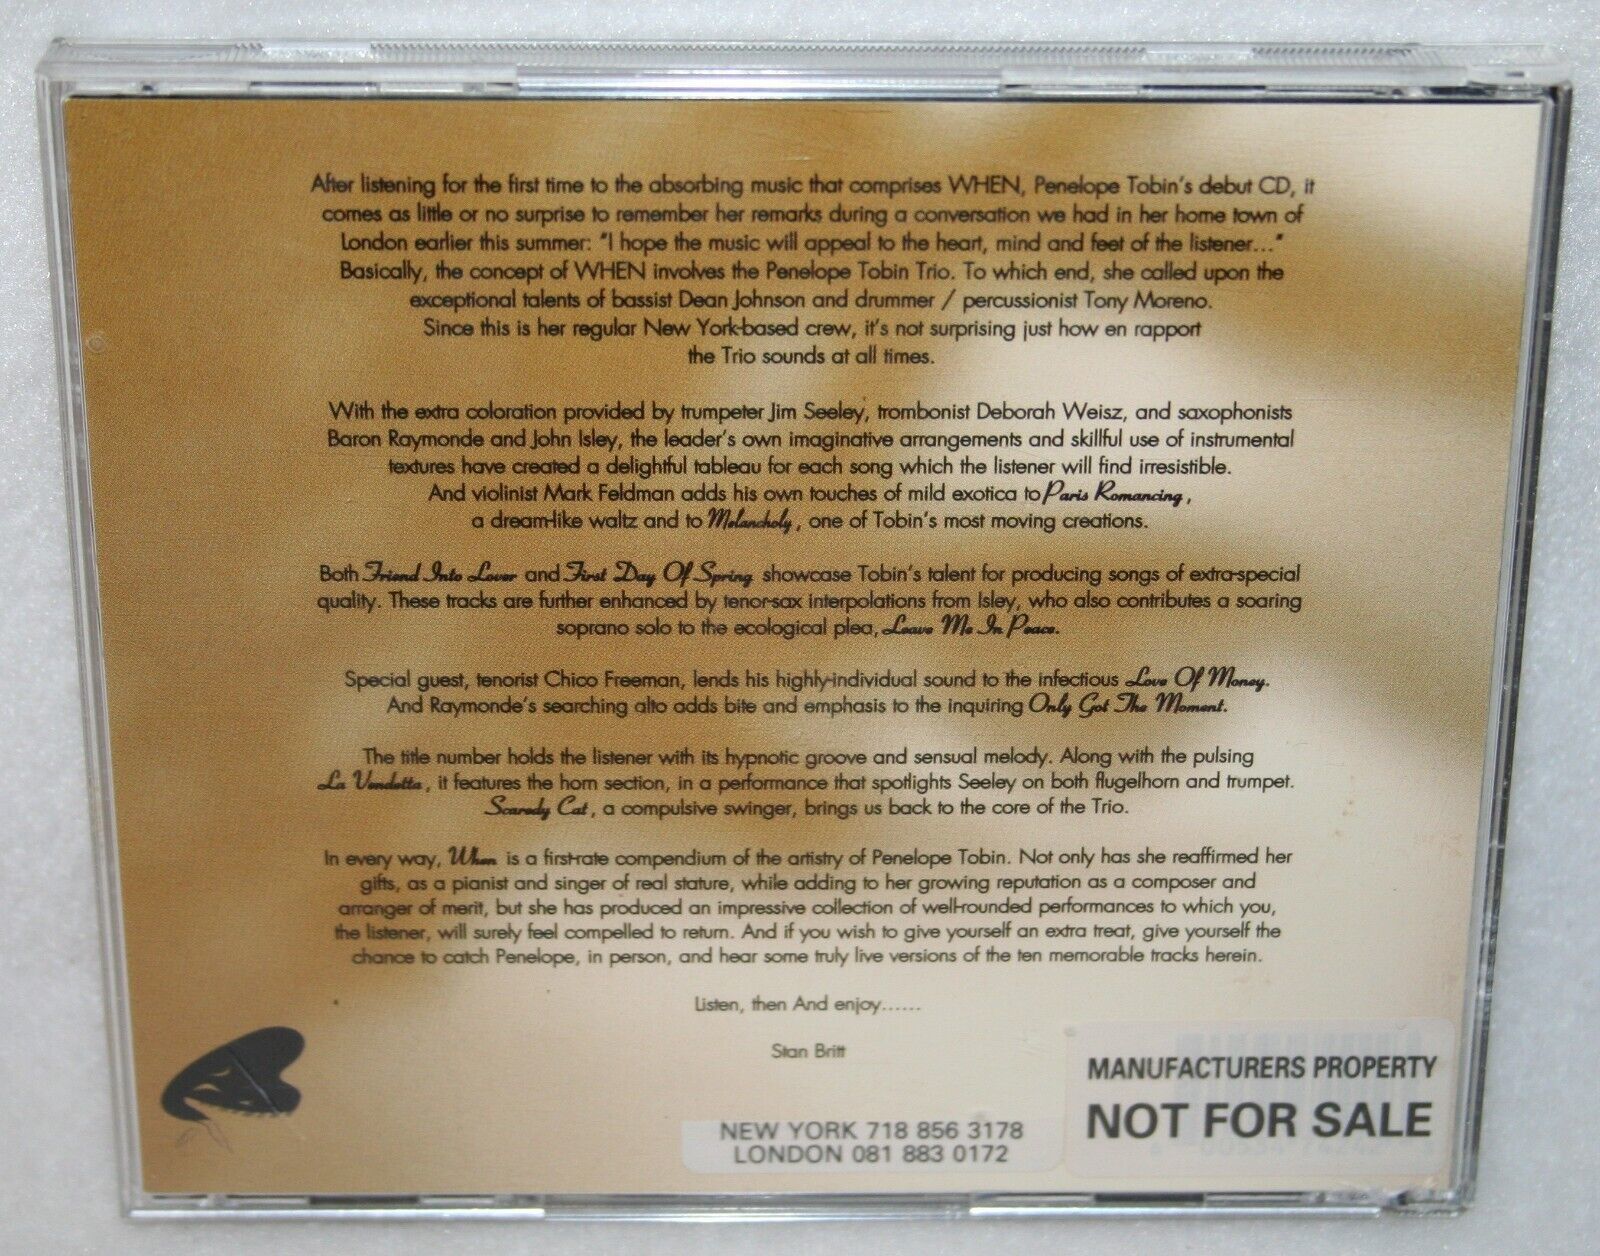 After listening for the first time to the absorbing music that comprises WHEN, Penelope Tobin's debut CD, it
comes as little or no surprise to remember her remarks during a conversation we had in her home town of
London earlier this summer: "I hope the music will appeal to the heart, mind and feet of the listener..."
Basically, the concept of WHEN involves the Penelope Tobin Trio. To which end, she called upon the
exceptional talents of bassist Dean Johnson and drummer / percussionist Tony Moreno.
Since this is her regular New York-based crew, it's not surprising just how en rapport
the Trio sounds at all times.
With the extra coloration provided by trumpeter Jim Seeley, trombonist Deborah Weisz, and saxophonists
Baron Raymonde and John Isley, the leader's own imaginative arrangements and skillful use of instrumental
textures have created a delightful tableau for each song which the listener will find irresistible.
And violinist Mark Feldman adds his own touches of mild exotica to Paris Romancing,
a dream-like waltz and to Melancholy, one of Tobin's most moving creations.
Both Friend Into Lover and First Day Of Spring showcase Tobin's talent for producing songs of extra-special
quality. These tracks are further enhanced by tenor-sax interpolations from Isley, who also contributes a soaring
soprano solo to the ecological plea, Leave Me In Peace.
Special guest, tenorist Chico Freeman, lends his highly-individual sound to the infectious Love Of Money.
And Raymonde's searching alto adds bite and emphasis to the inquiring Only Got The Moment.
The title number holds the listener with its hypnotic groove and sensual melody. Along with the pulsing
La Vendetta, it features the horn section, in a performance that spotlights Seeley on both flugelhorn and trumpet.
Scaredy Cat, a compulsive swinger, brings us back to the core of the Trio.
In every way, When is a first-rate compendium of the artistry of Penelope Tobin. Not only has she reaffirmed her
gifts, as a pianist and singer of real stature, while adding to her growing reputation as a composer and
arranger of merit, but she has produced an impressive collection of well-rounded performances to which you,
the listener, will surely feel compelled to return. And if you wish to give yourself an extra treat, give yourself the
chance to catch Penelope, in person, and hear some truly live versions of the ten memorable tracks herein.
Listen, then And enjoy......
Stan Britt
MANUFACTURERS PROPERTY
NOT FOR SALE
NEW YORK 718 856 3178
LONDON 081 883 0172